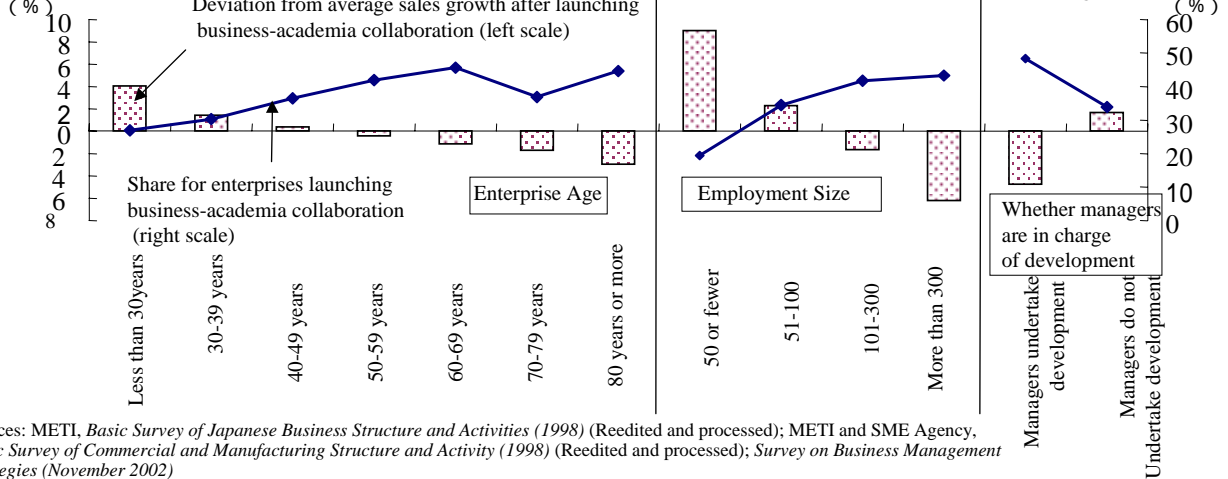 ( % )
( % )
Deviation from average sales growth after launching
business-academia collaboration (left scale)
10
8
6
4
2
0
2
4
6
8
60
50
40
30
20
10
0
Share for enterprises launching
business-academia collaboration
(right scale)
Enterprise Age
Employment Size
Whether managers
are in charge
of development
Less than 30years
30-39 years
40-49 years
50-59 years
60-69 years
70-79 years
80 years or more
50 or fewer
51-100
101-300
More than 300
Managers undertake
development
Managers do not
Undertake development
ces: METI, Basic Survey of Japanese Business Structure and Activities (1998) (Reedited and processed); METI and SME Agency,
c Survey of Commercial and Manufacturing Structure and Activity (1998) (Reedited and processed); Survey on Business Management
egies (November 2002)